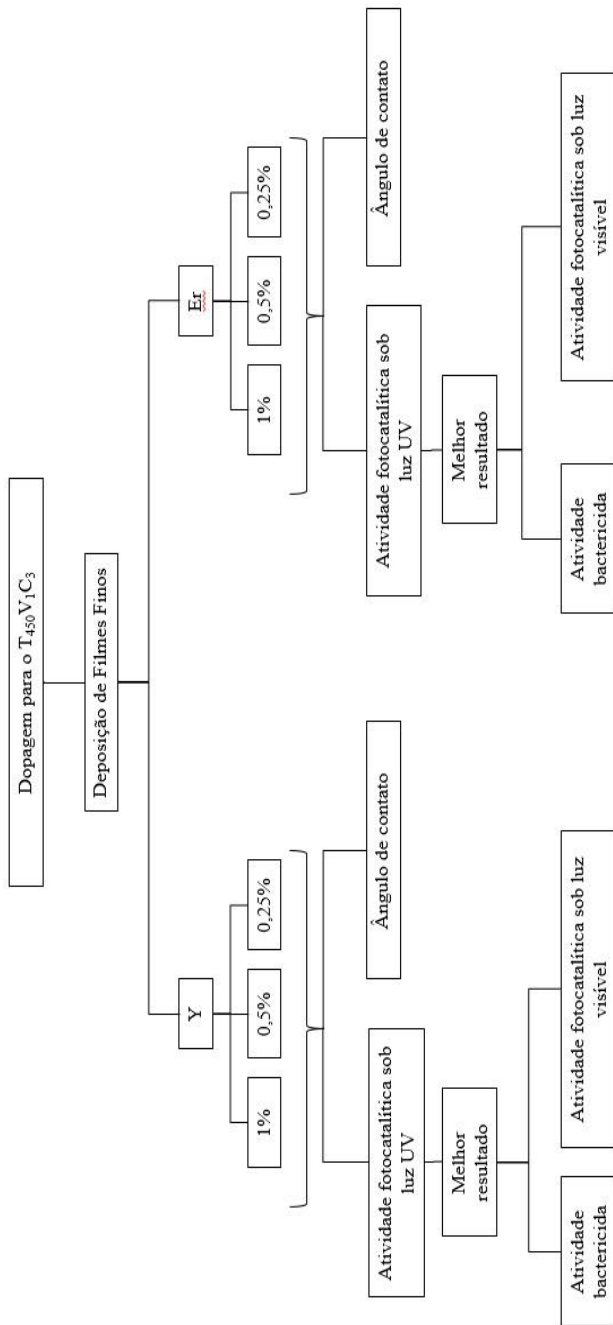 Dopagem para o T₄₅₀V₁C₃
Deposição de Filmes Finos
Y
Er
1%
0,5%
0,25%
1%
0,5%
0,25%
Atividade fotocatalítica sob
luz UV
Ângulo de contato
Atividade fotocatalítica sob
luz UV
Ângulo de contato
Melhor
resultado
Melhor
resultado
Atividade
bactericida
Atividade fotocatalítica sob luz
visível
Atividade
bactericida
Atividade fotocatalítica sob luz
visível